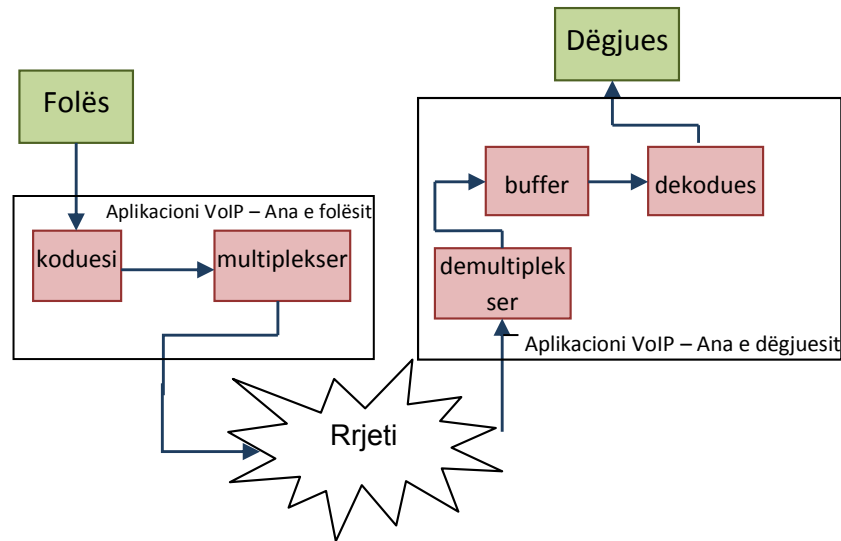 Folës
Aplikacioni VoIP – Ana e folësit
koduesi
multiplekser
Rrjeti
Dëgjues
buffer
dekodues
demultiplek
ser
Aplikacioni VoIP – Ana e dëgjuesit